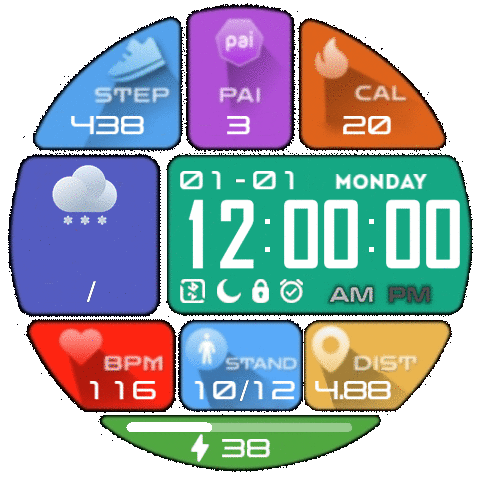 pai
STEP
PAI
CAL
438
3
20
01-01 MONDAY
12:00:00
/
AM PM
BPM
STAND
DIST
116
10/12
4.88
38